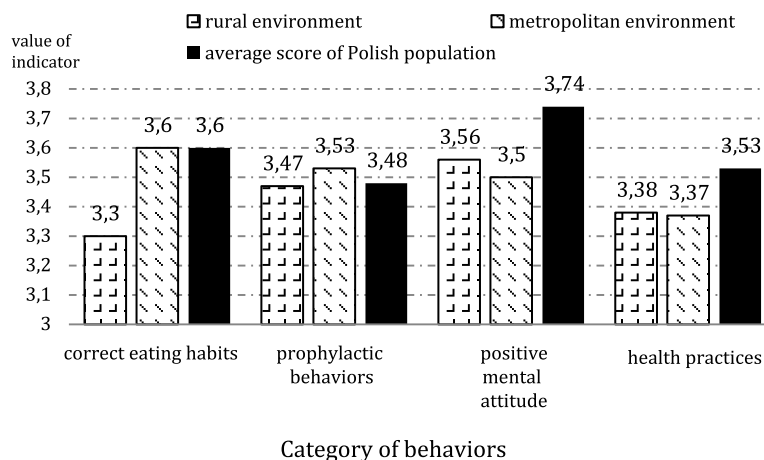 rural environment
metropolitan environment
average score of Polish population
value of
indicator
3,8
3,7
3,6
3,5
3,4
3,3
3,2
3,1
3
3,3
3,6
3,6
3,47
3,53
3,48
3,56
3,5
3,74
3,38
3,37
3,53
correct eating habits
prophylactic
behaviors
positive
mental
attitude
health practices
Category of behaviors